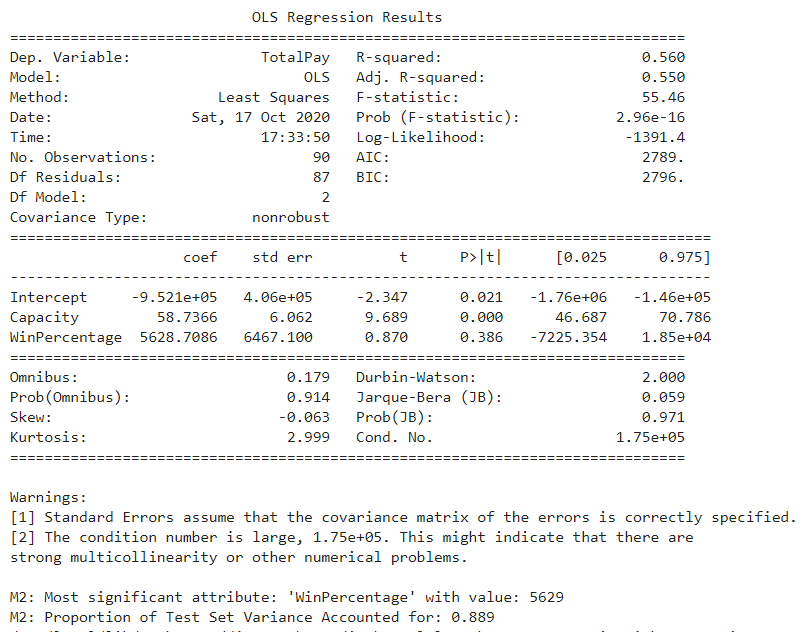 OLS Regression Results
==============================================================================
Dep. Variable: TotalPay R-squared: 0.560
Model: OLS Adj. R-squared: 0.550
Method: Least Squares F-statistic: 55.46
Date: Sat, 17 Oct 2020 Prob (F-statistic): 2.96e-16
Time: 17:33:50 Log-Likelihood: -1391.4
No. Observations: 90 AIC: 2789.
Df Residuals: 87 BIC: 2796.
Df Model: 2
Covariance Type: nonrobust
=================================================================================
coef std err t P>|t| [0.025 0.975]
---------------------------------------------------------------------------------
Intercept -9.521e+05 4.06e+05 -2.347 0.021 -1.76e+06 -1.46e+05
Capacity 58.7366 6.062 9.689 0.000 46.687 70.786
WinPercentage 5628.7086 6467.100 0.870 0.386 -7225.354 1.85e+04
==============================================================================
Omnibus: 0.179 Durbin-Watson: 2.000
Prob(Omnibus): 0.914 Jarque-Bera (JB): 0.059
Skew: -0.063 Prob(JB): 0.971
Kurtosis: 2.999 Cond. No. 1.75e+05
==============================================================================
Warnings:
[1] Standard Errors assume that the covariance matrix of the errors is correctly specified.
[2] The condition number is large, 1.75e+05. This might indicate that there are
strong multicollinearity or other numerical problems.
M2: Most significant attribute: 'WinPercentage' with value: 5629
M2: Proportion of Test Set Variance Accounted for: 0.889